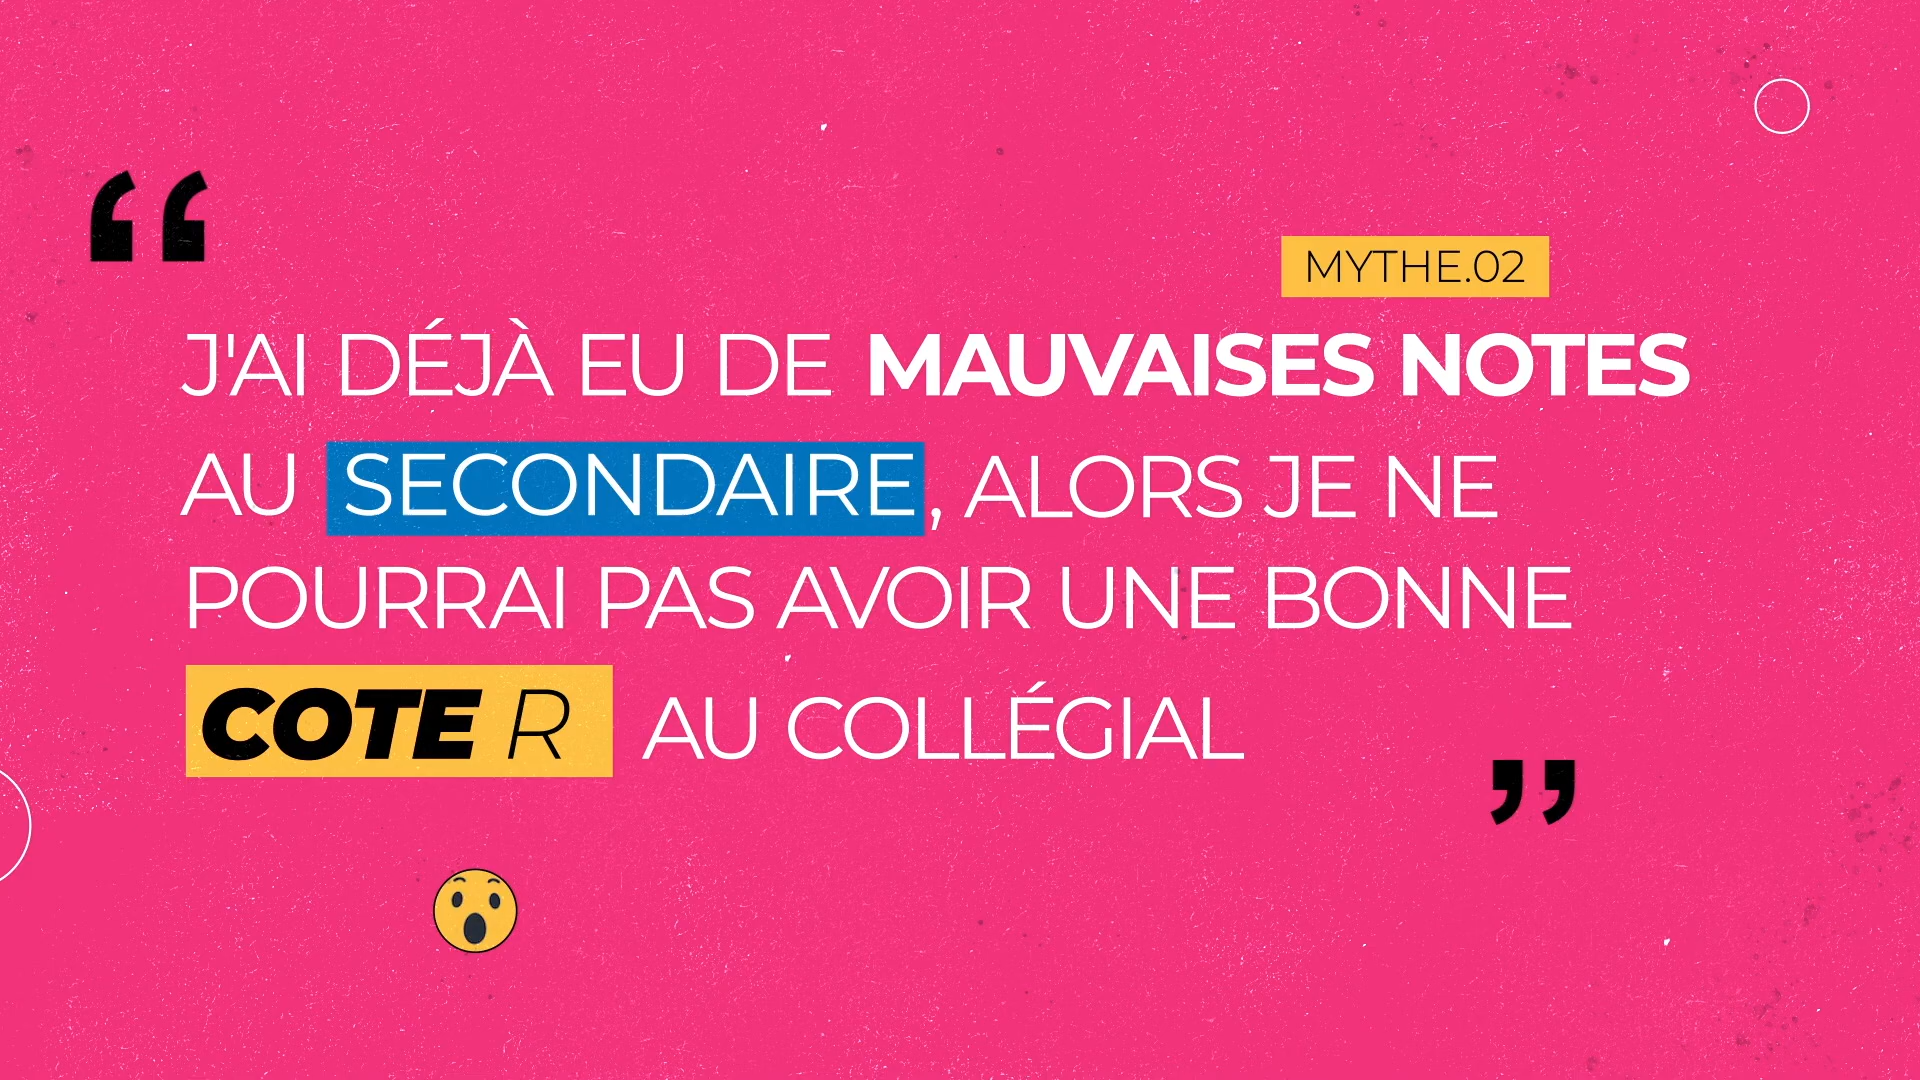 “
MYTHE.02
J'AI DÉJÀ EU DE MAUVAISES NOTES
AU SECONDAIRE, ALORS JE NE
POURRAI PAS AVOIR UNE BONNE
COTE R AU COLLÉGIAL
”